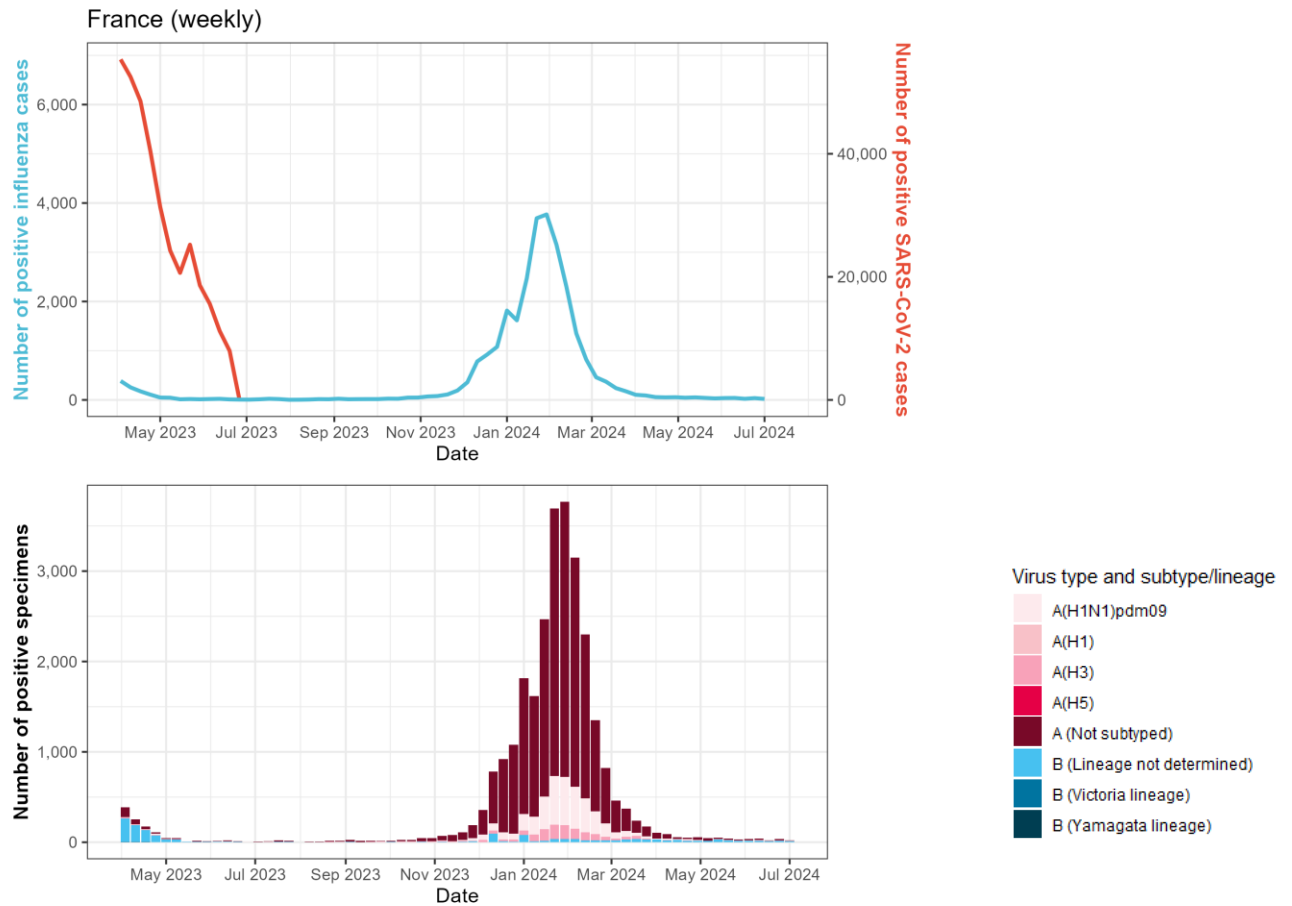 France (weekly)
Number of positive influenza cases
6,000
4,000
2,000
0
Number of positive SARS-CoV-2 cases
40,000
20,000
0
May 2023 Jul 2023 Sep 2023 Nov 2023 Jan 2024 Mar 2024 May 2024 Jul 2024
Date
Number of positive specimens
3,000
2,000
1,000
0
May 2023 Jul 2023 Sep 2023 Nov 2023 Jan 2024 Mar 2024 May 2024 Jul 2024
Date
Virus type and subtype/lineage
A(H1N1)pdm09
A(H1)
A(H3)
A(H5)
A (Not subtyped)
B (Lineage not determined)
B (Victoria lineage)
B (Yamagata lineage)